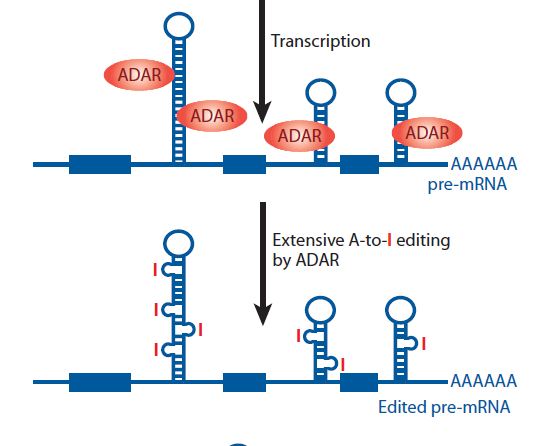 Transcription
ADAR
ADAR
ADAR
ADAR
AAAAAA
pre-mRNA
Extensive A-to-I editing
by ADAR
I
I
I
I
I
I
I
AAAAAA
Edited pre-mRNA